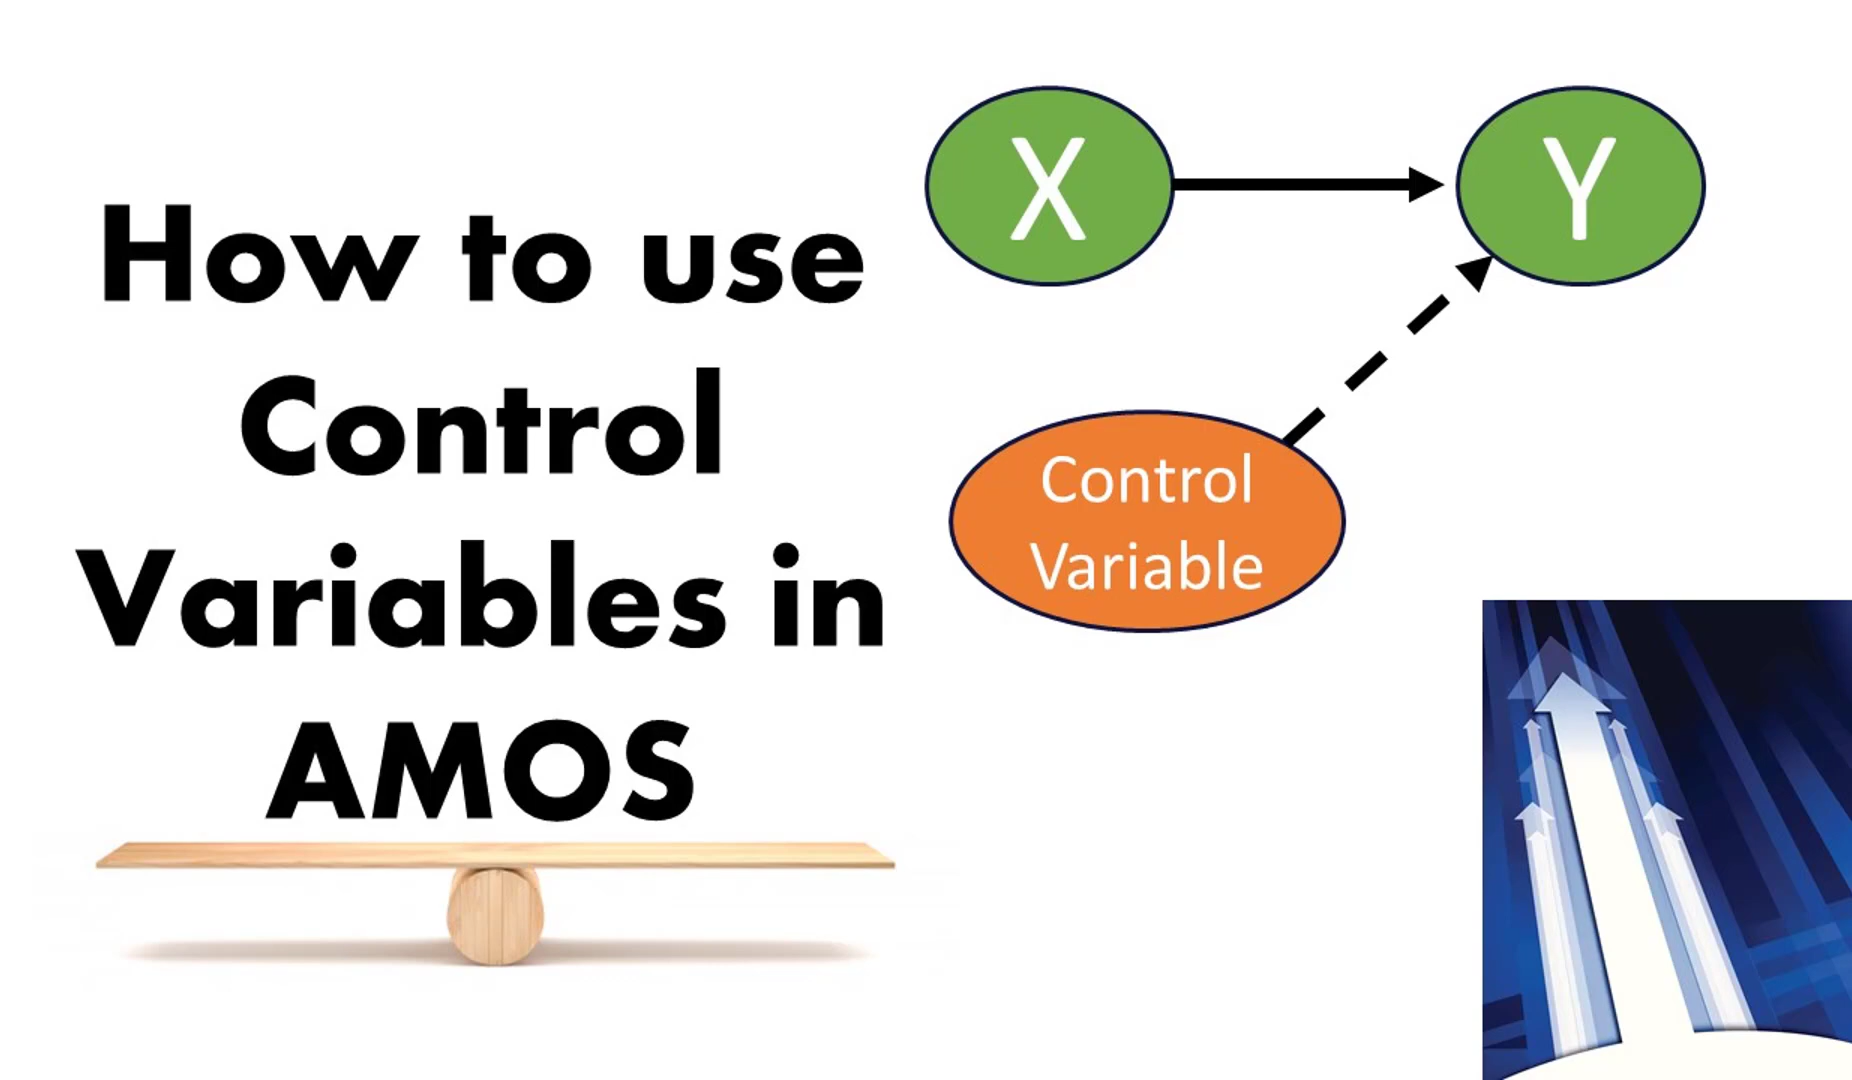 How to use
Control
Variables in
AMOS
X
Y
Control
Variable